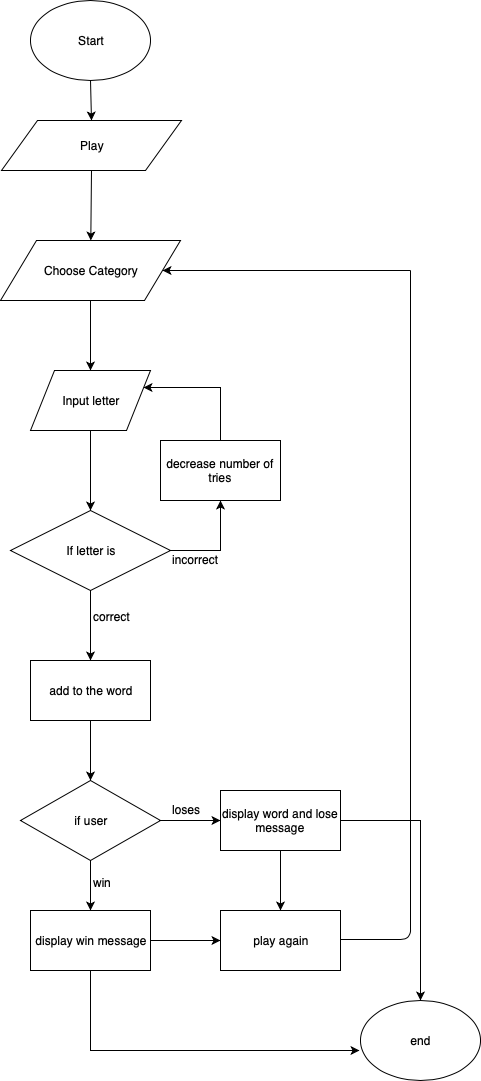 Start
Play
Choose Category
Input letter
decrease number of
tries
If letter is
incorrect
correct
add to the word
if user
loses
display word and lose
message
win
display win message
play again
end